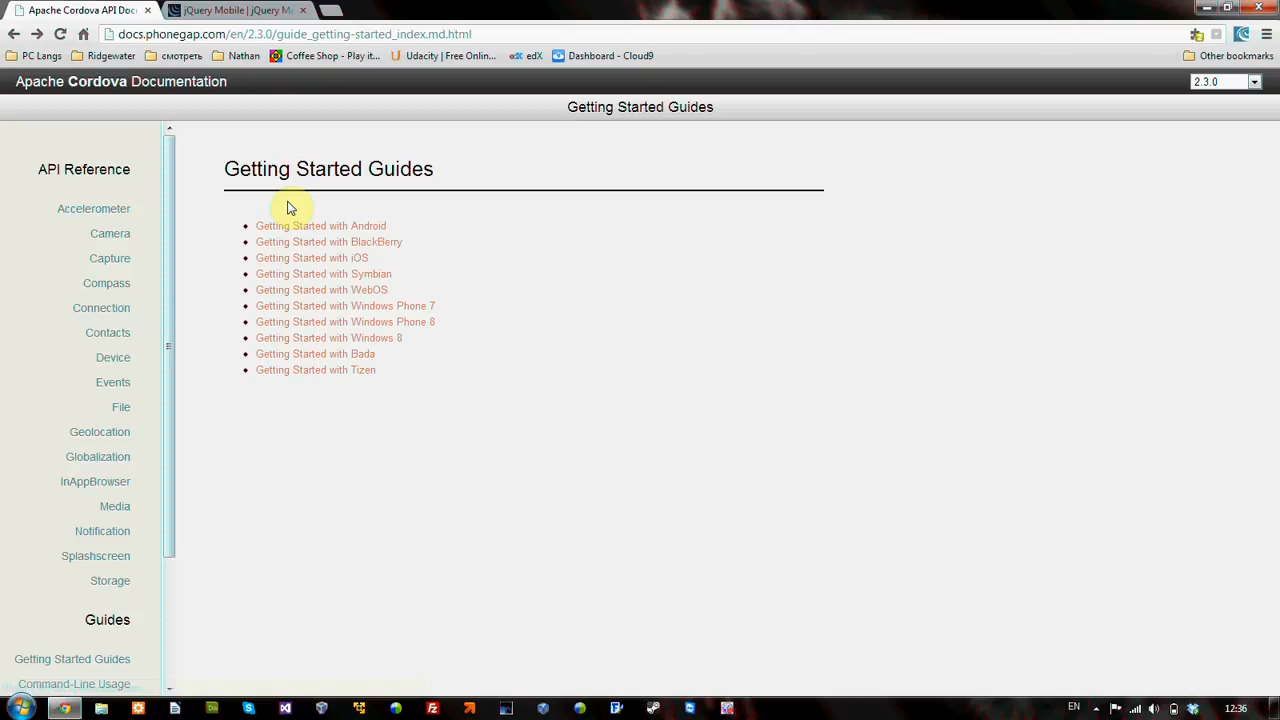 Apache Cordova API Doc:
jQuery Mobile | jQuery M
docs.phonegap.com/en/2.3.0/guide_getting-started_index.md.html
PC Langs
Ridgewater
смотреть
Nathan
Coffee Shop - Play it...
Udacity | Free Onlin...
edX
Dashboard - Cloud9
Other bookmarks
Apache Cordova Documentation
2.3.0
Getting Started Guides
API Reference
Accelerometer
Camera
Capture
Compass
Connection
Contacts
Device
Events
File
Geolocation
Globalization
InAppBrowser
Media
Notification
Splashscreen
Storage
Guides
Getting Started Guides
Command-Line Usage
Getting Started Guides
Getting Started with Android
Getting Started with BlackBerry
Getting Started with iOS
Getting Started with Symbian
Getting Started with WebOS
Getting Started with Windows Phone 7
Getting Started with Windows Phone 8
Getting Started with Windows 8
Getting Started with Bada
Getting Started with Tizen
EN
12:36